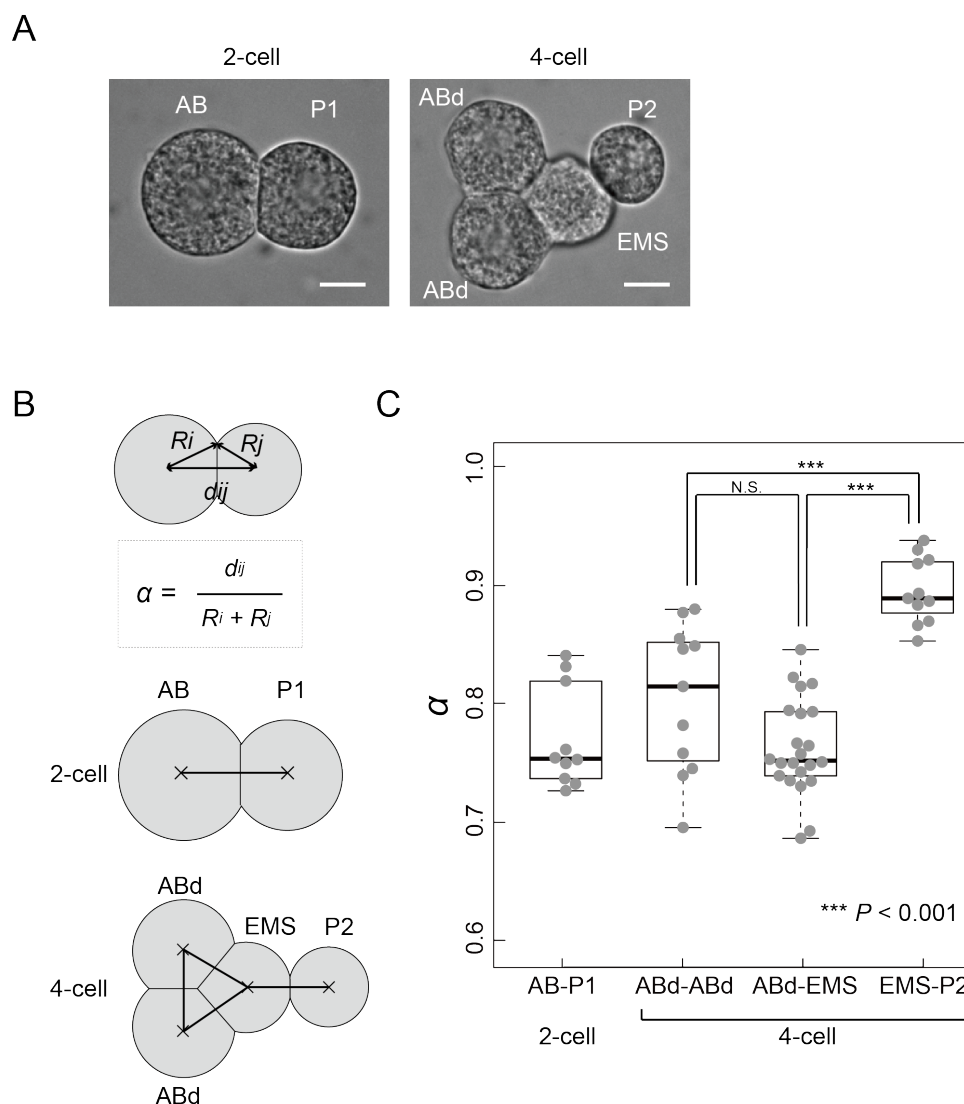 A
2-cell
4-cell
AB
P1
ABd
P2
EMS
ABd
B
Ri
Rj
dij
α = dij / Ri + Rj
AB
P1
2-cell
ABd
EMS
P2
4-cell
ABd
C
α
1.0
0.9
0.8
0.7
0.6
***
N.S.
***
*** P < 0.001
AB-P1
ABd-ABd
ABd-EMS
EMS-P2
2-cell
4-cell